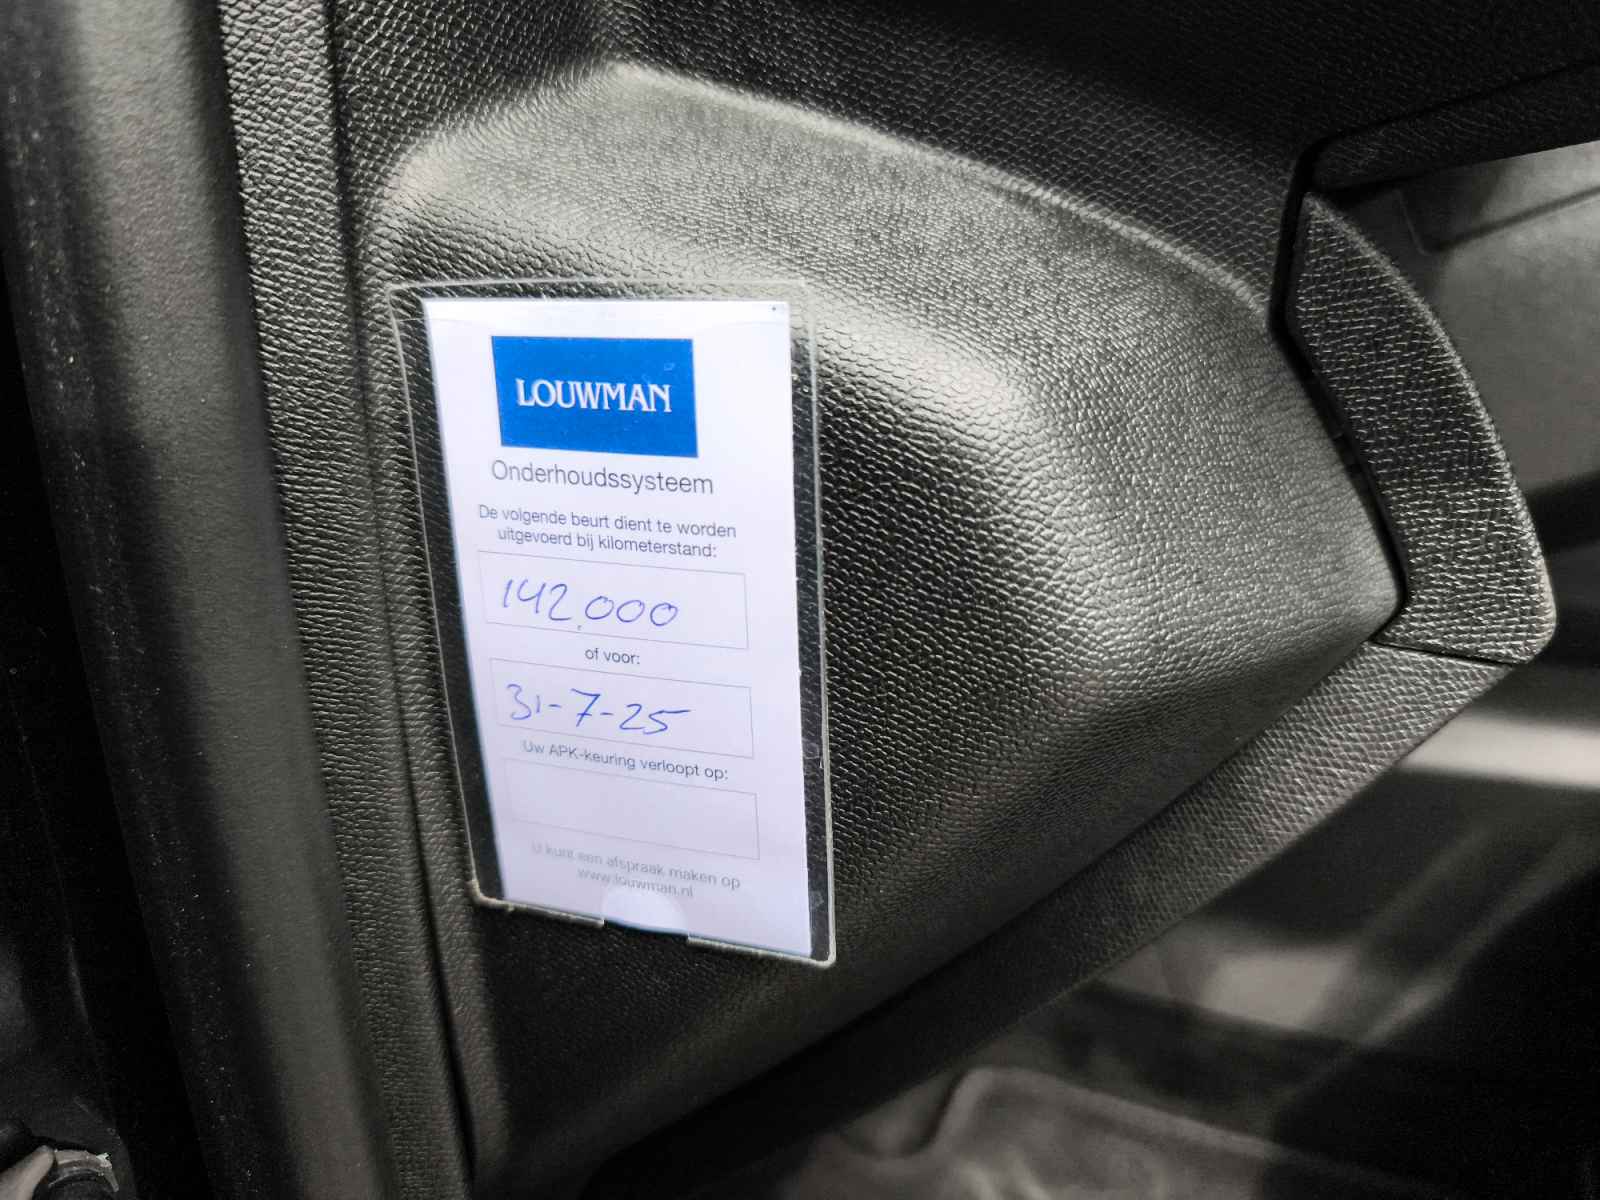 LOUWMAN
Onderhoudssysteem
De volgende beurt dient te worden
uitgevoerd bij kilometerstand:
142.000
of voor:
31-7-25
Uw APK-keuring verloopt op:
U kunt een afspraak maken op
www.louwman.nl